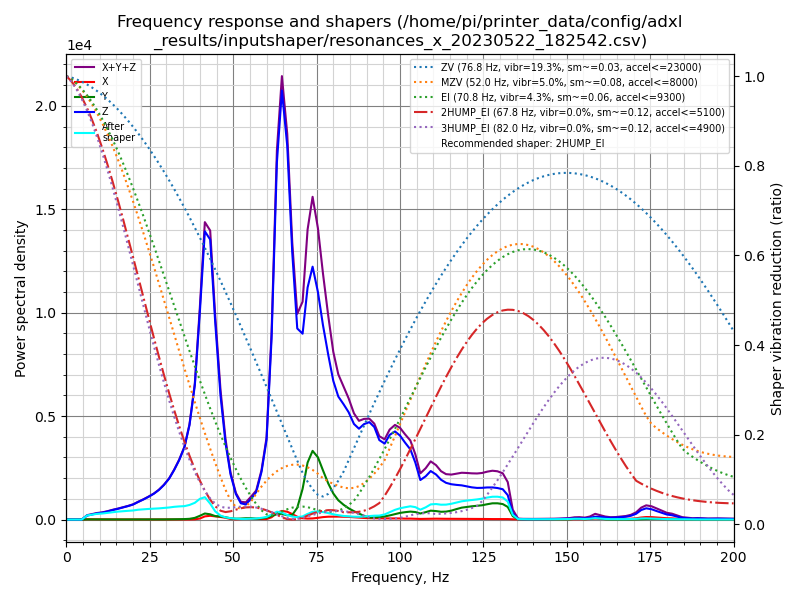 Frequency response and shapers (/home/pi/printer_data/config/adxl
_results/inputshaper/resonances_x_20230522_182542.csv)
1e4
X+Y+Z
X
Y
Z
After
shaper
ZV (76.8 Hz, vibr=19.3%, sm~=0.03, accel<=23000)
MZV (52.0 Hz, vibr=5.0%, sm~=0.08, accel<=8000)
EI (70.8 Hz, vibr=4.3%, sm~=0.06, accel<=9300)
2HUMP_EI (67.8 Hz, vibr=0.0%, sm~=0.12, accel<=5100)
3HUMP_EI (82.0 Hz, vibr=0.0%, sm~=0.12, accel<=4900)
Recommended shaper: 2HUMP_EI
Power spectral density
2.0
1.5
1.0
0.5
0.0
1.0
0.8
0.6
0.4
0.2
0.0
Shaper vibration reduction (ratio)
0 25 50 75 100 125 150 175 200
Frequency, Hz